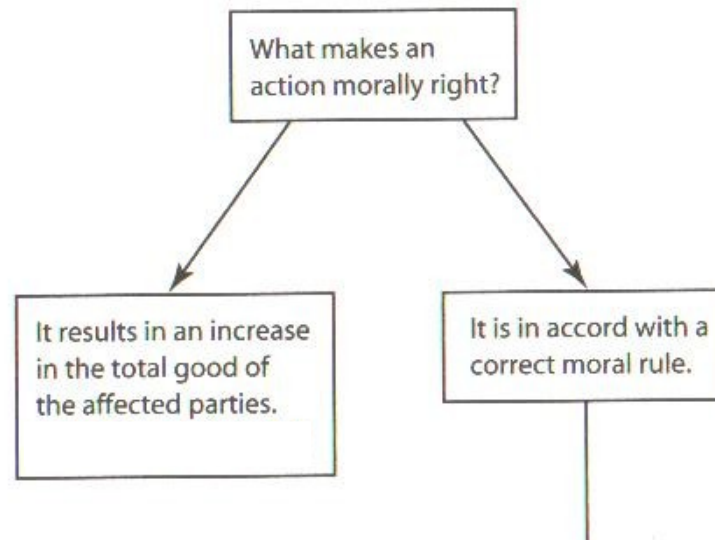 What makes an
action morally right?
It results in an increase
in the total good of
the affected parties.
It is in accord with a
correct moral rule.